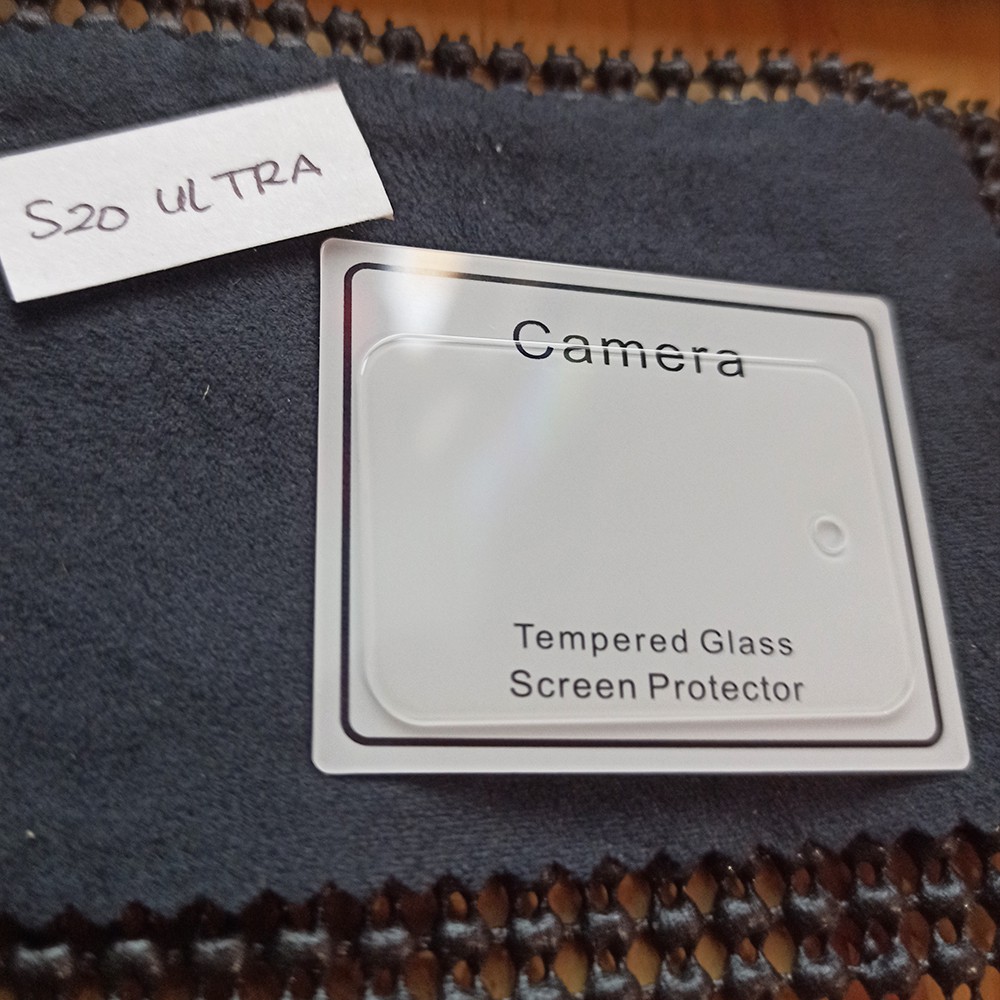 S20 ULTRA
Camera
Tempered Glass
Screen Protector